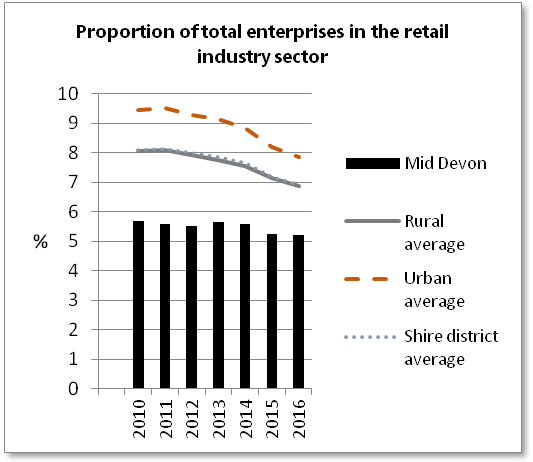 Proportion of total enterprises in the retail
industry sector
10
9
8
7
6
5
4
3
2
1
0
%
2010
2011
2012
2013
2014
2015
2016
Mid Devon
Rural
average
Urban
average
Shire district
average